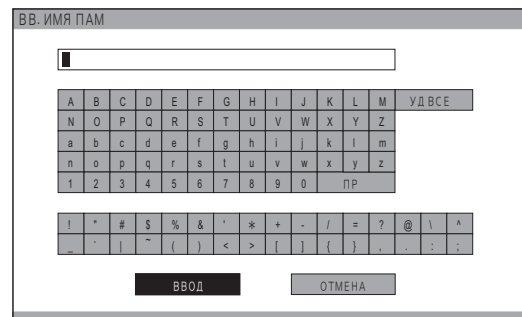 ВВ. ИМЯ ПАМ
A B C D E F G H I J K L M УД ВСЕ
N O P Q R S T U V W X Y Z
a b c d e f g h i j k l m
n o p q r s t u v w x y z
1 2 3 4 5 6 7 8 9 0 ПР
! " # $ % & ' * + - / = ? @ \ ^
_ ` | ~ ( ) < > [ ] { } , . : ;
ВВОД ОТМЕНА